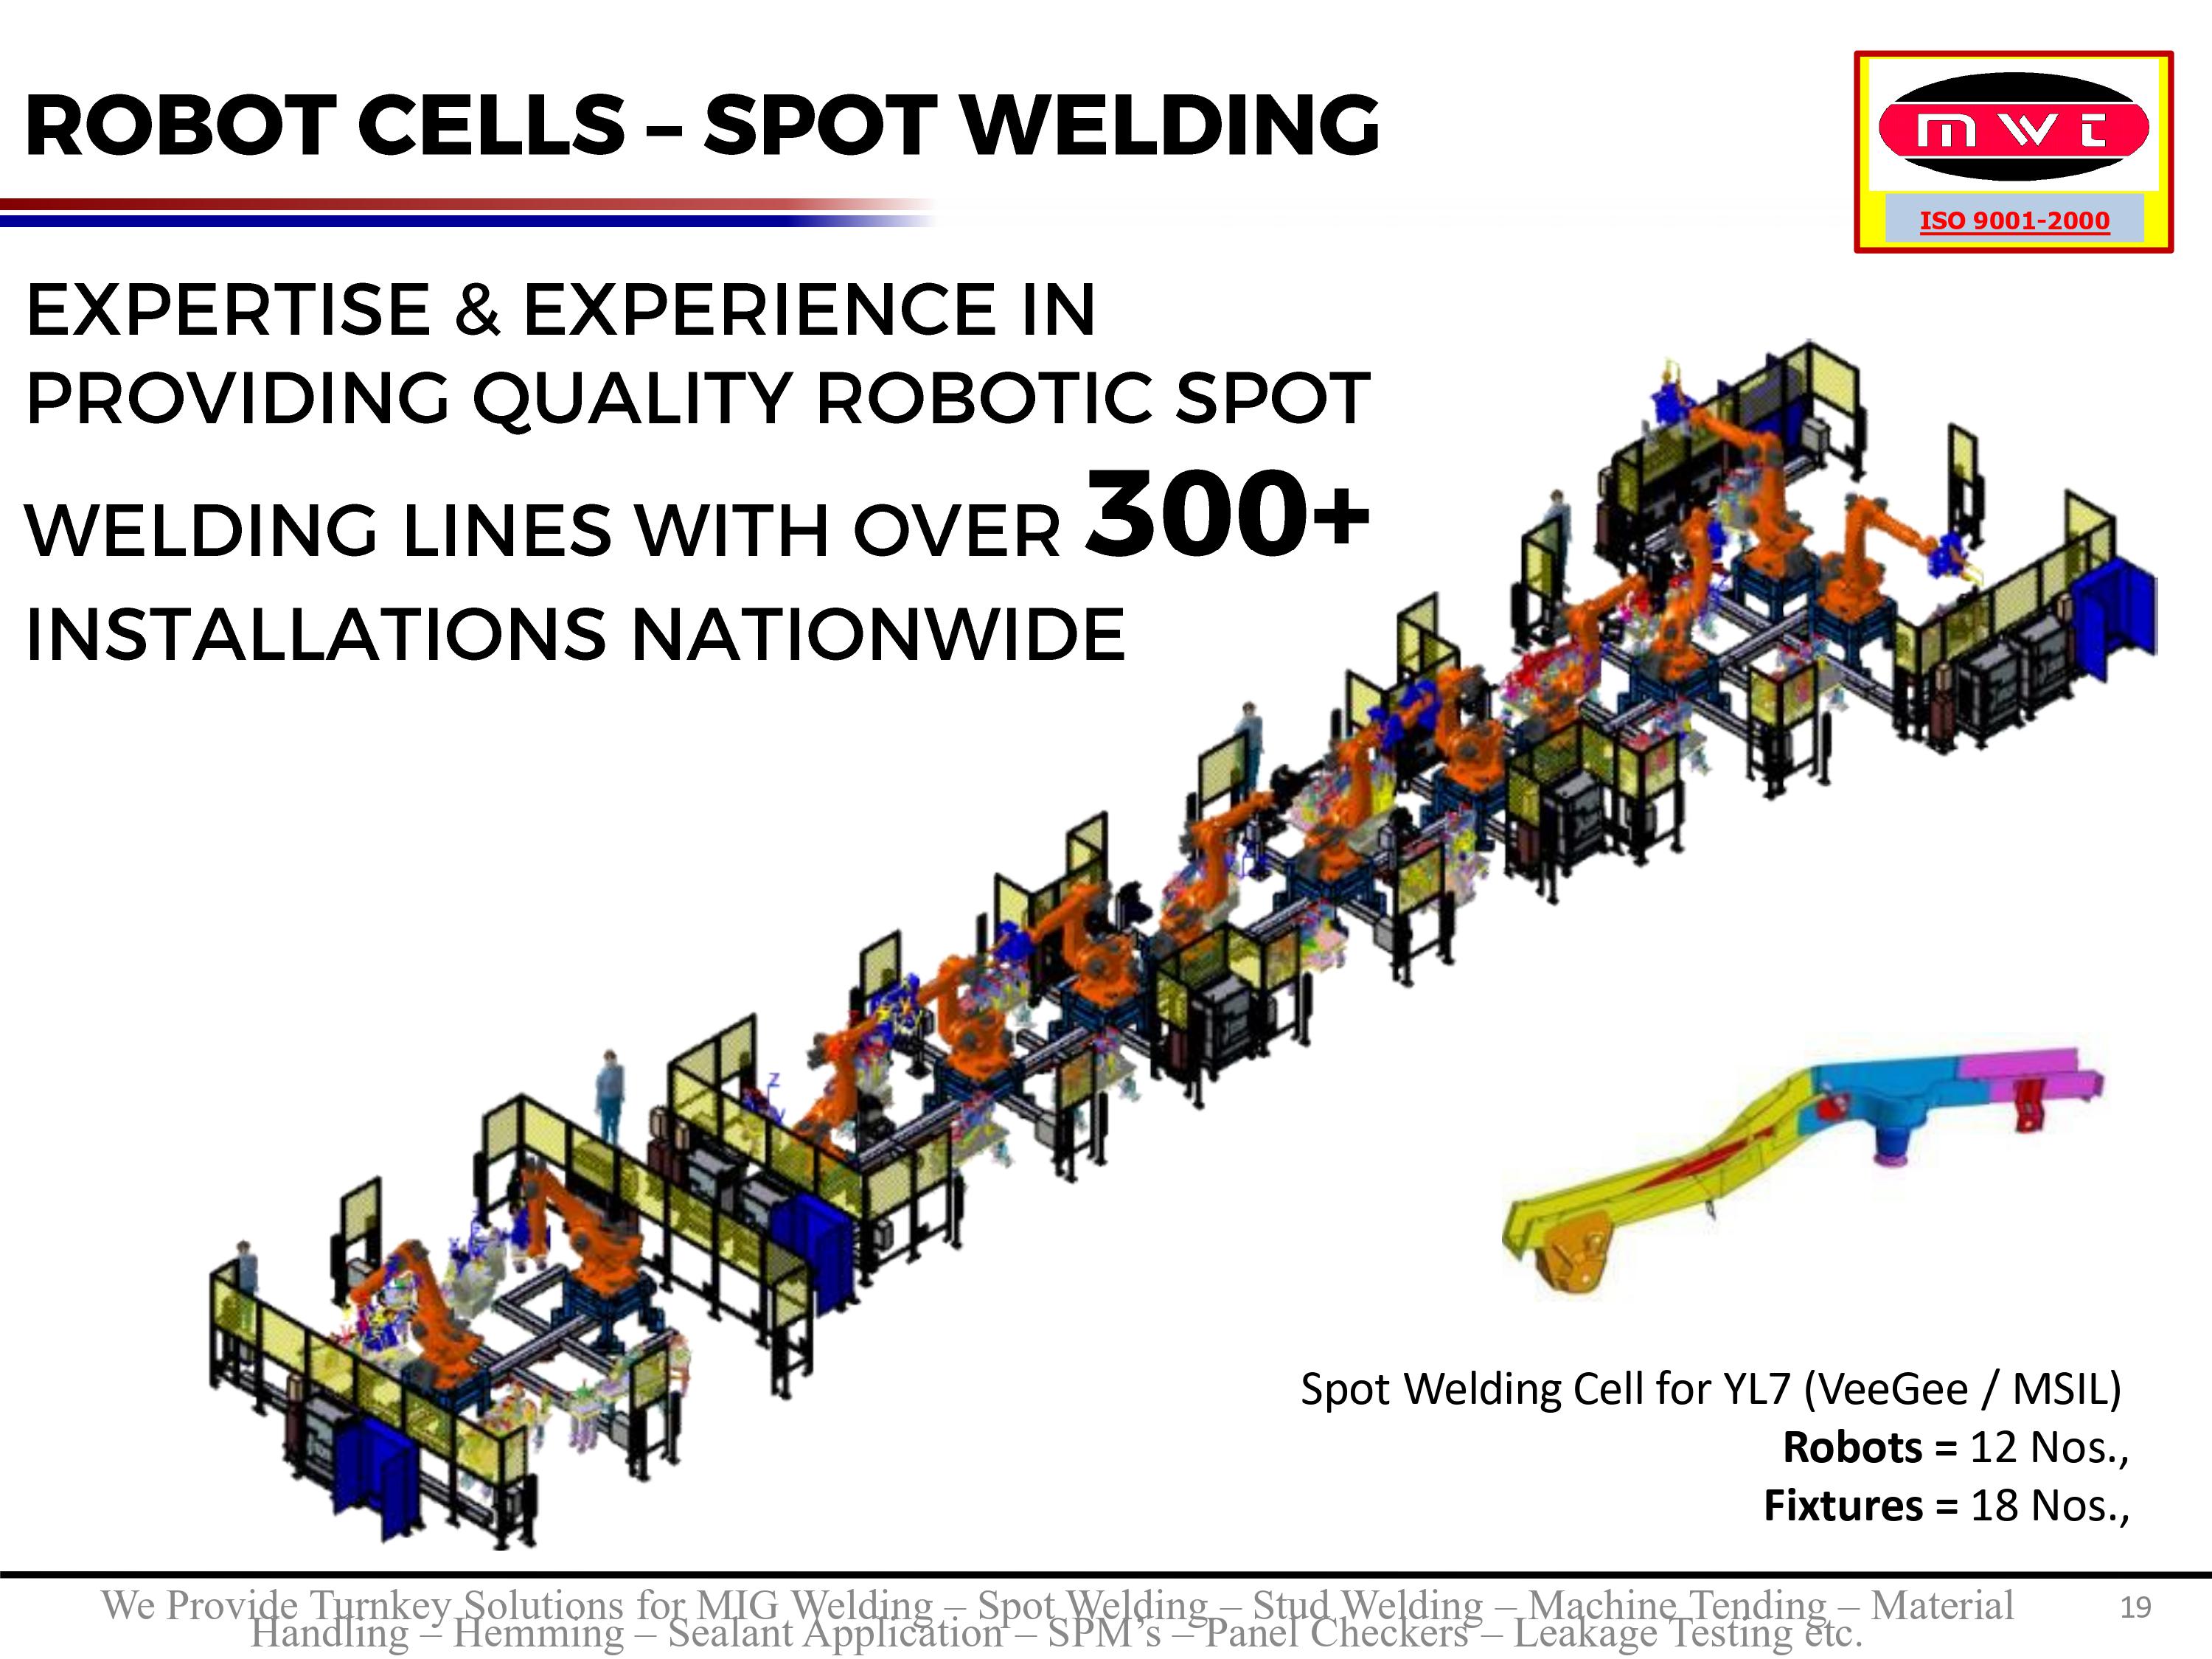 ROBOT CELLS – SPOT WELDING
mwt
ISO 9001-2000
EXPERTISE & EXPERIENCE IN
PROVIDING QUALITY ROBOTIC SPOT
WELDING LINES WITH OVER 300+
INSTALLATIONS NATIONWIDE
Z
Spot Welding Cell for YL7 (VeeGee / MSIL)
Robots = 12 Nos.,
Fixtures = 18 Nos.,
We Provide Turnkey Solutions for MIG Welding – Spot Welding – Stud Welding – Machine Tending – Material
Handling – Hemming – Sealant Application – SPM’s – Panel Checkers – Leakage Testing etc.
19